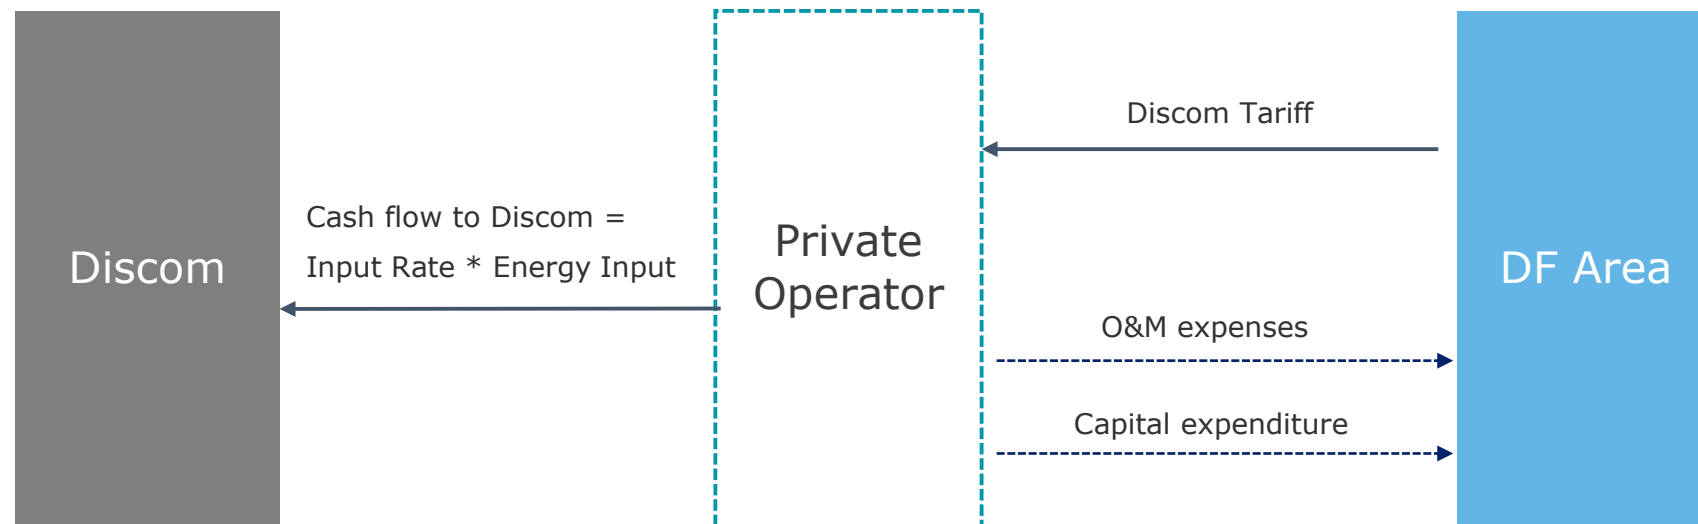 Discom
Cash flow to Discom =
Input Rate * Energy Input
Private
Operator
Discom Tariff
O&M expenses
Capital expenditure
DF Area